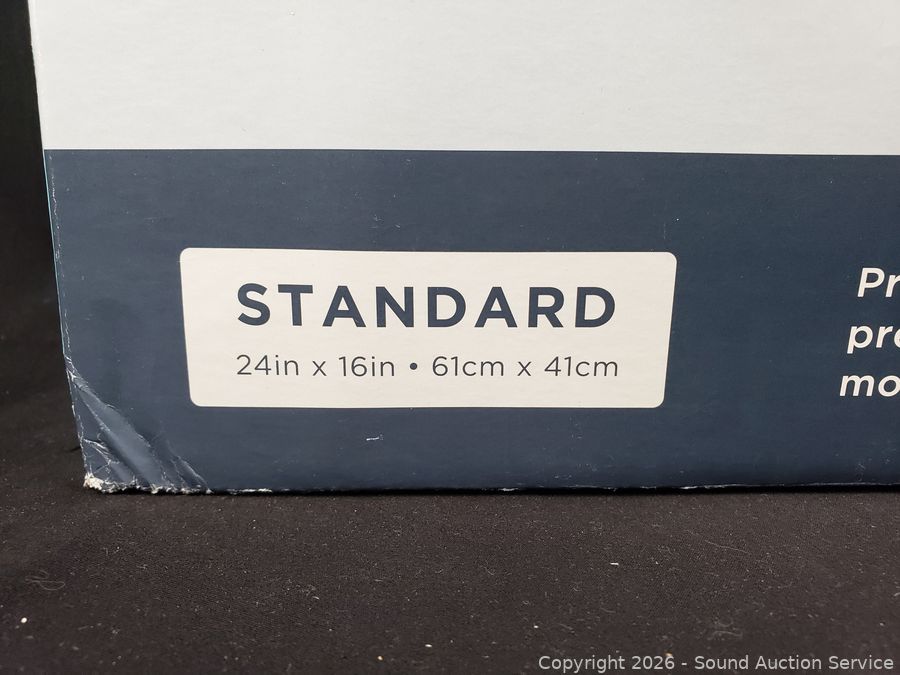 STANDARD
24in x 16in • 61cm x 41cm
Copyright 2026 - Sound Auction Service